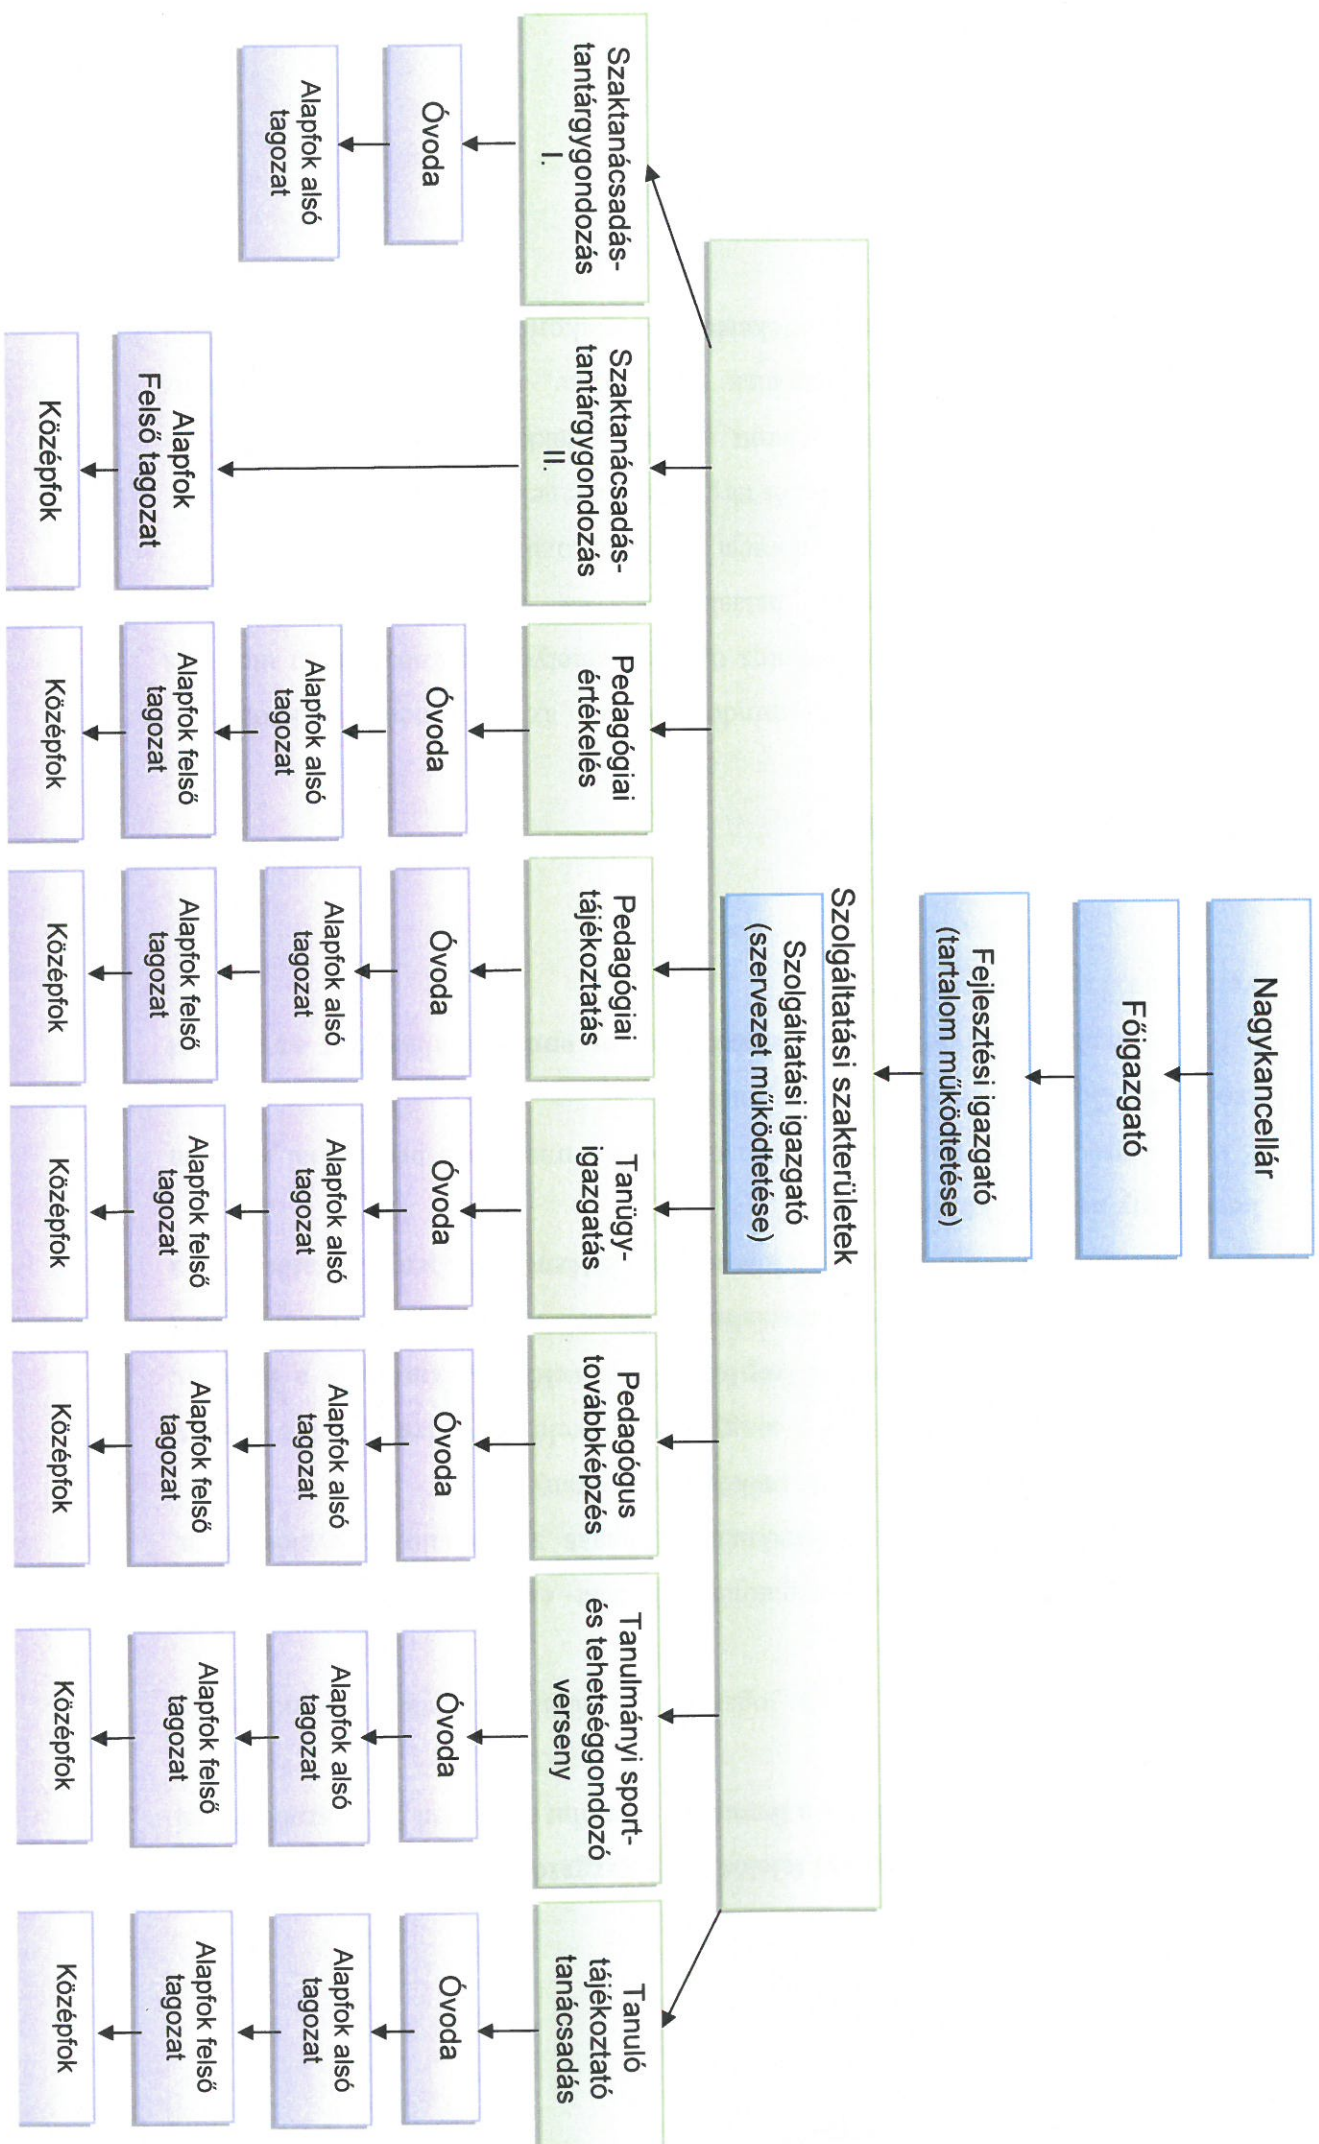 Nagykancellár
Főigazgató
Fejlesztési igazgató
(tartalom működtetése)
Szolgáltatási szakterületek
Szolgáltatási igazgató
(szervezet működtetése)
Szaktanácsadás-
tantárgygondozás
I.
Óvoda
Alapfok alsó
tagozat
Szaktanácsadás-
tantárgygondozás
II.
Alapfok
Felső tagozat
Középfok
Pedagógiai
értékelés
Óvoda
Alapfok alsó
tagozat
Alapfok felső
tagozat
Középfok
Pedagógiai
tájékoztatás
Óvoda
Alapfok alsó
tagozat
Alapfok felső
tagozat
Középfok
Tanügy-
igazgatás
Óvoda
Alapfok alsó
tagozat
Alapfok felső
tagozat
Középfok
Pedagógus
továbbképzés
Óvoda
Alapfok alsó
tagozat
Alapfok felső
tagozat
Középfok
Tanulmányi sport-
és tehetséggondozó
verseny
Óvoda
Alapfok alsó
tagozat
Alapfok felső
tagozat
Középfok
Tanuló
tájékoztató
tanácsadás
Óvoda
Alapfok alsó
tagozat
Alapfok felső
tagozat
Középfok